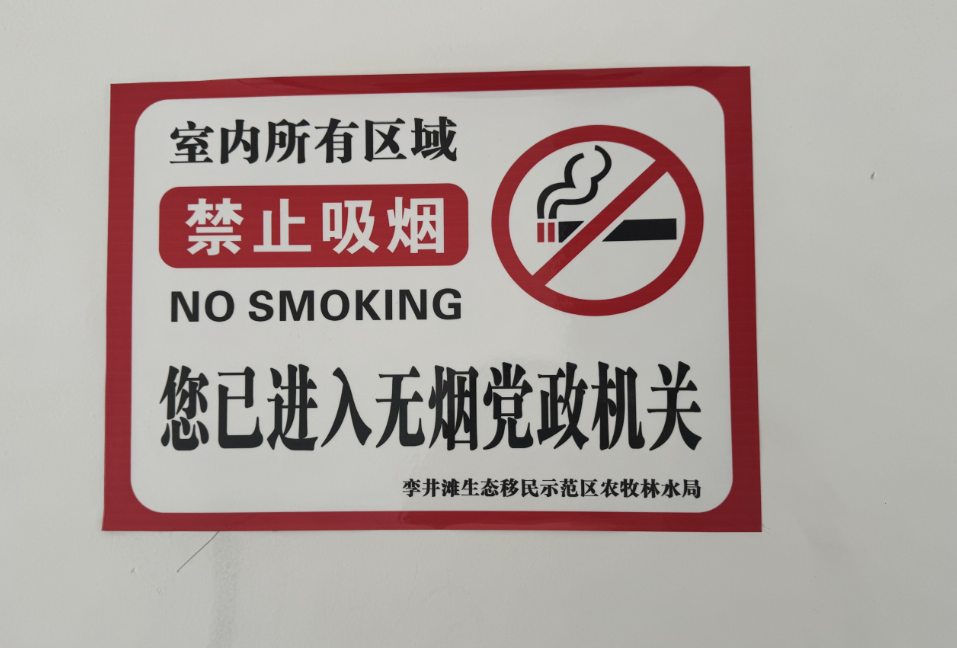 室内所有区域
禁止吸烟
NO SMOKING
您已进入无烟党政机关
孪井滩生态移民示范区农牧林水局